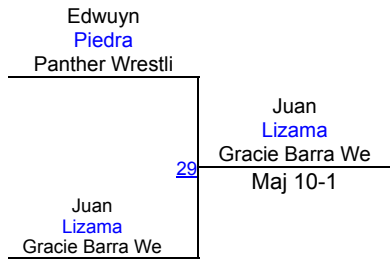 Edwuyn
Piedra
Panther Wrestli
Juan
Lizama
Gracie Barra We
29
Maj 10-1
Juan
Lizama
Gracie Barra We